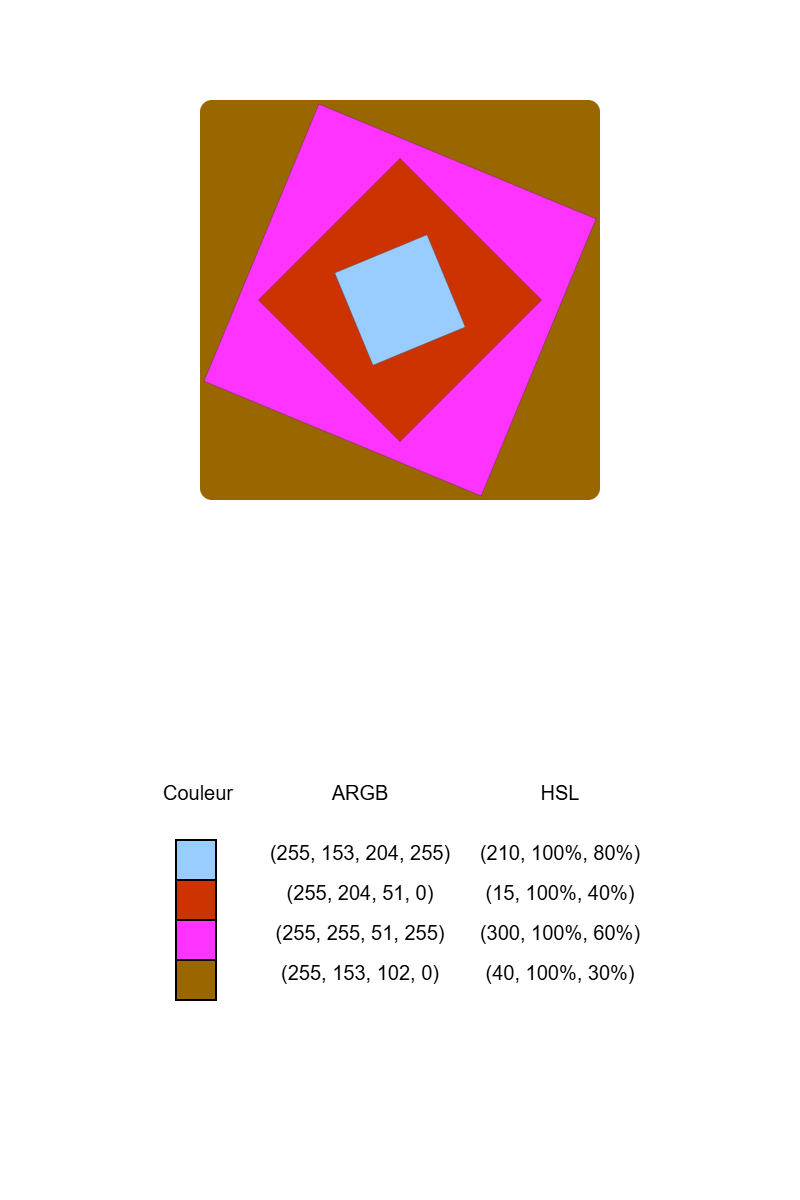 Couleur ARGB HSL
(255, 153, 204, 255) (210, 100%, 80%)
(255, 204, 51, 0) (15, 100%, 40%)
(255, 255, 51, 255) (300, 100%, 60%)
(255, 153, 102, 0) (40, 100%, 30%)